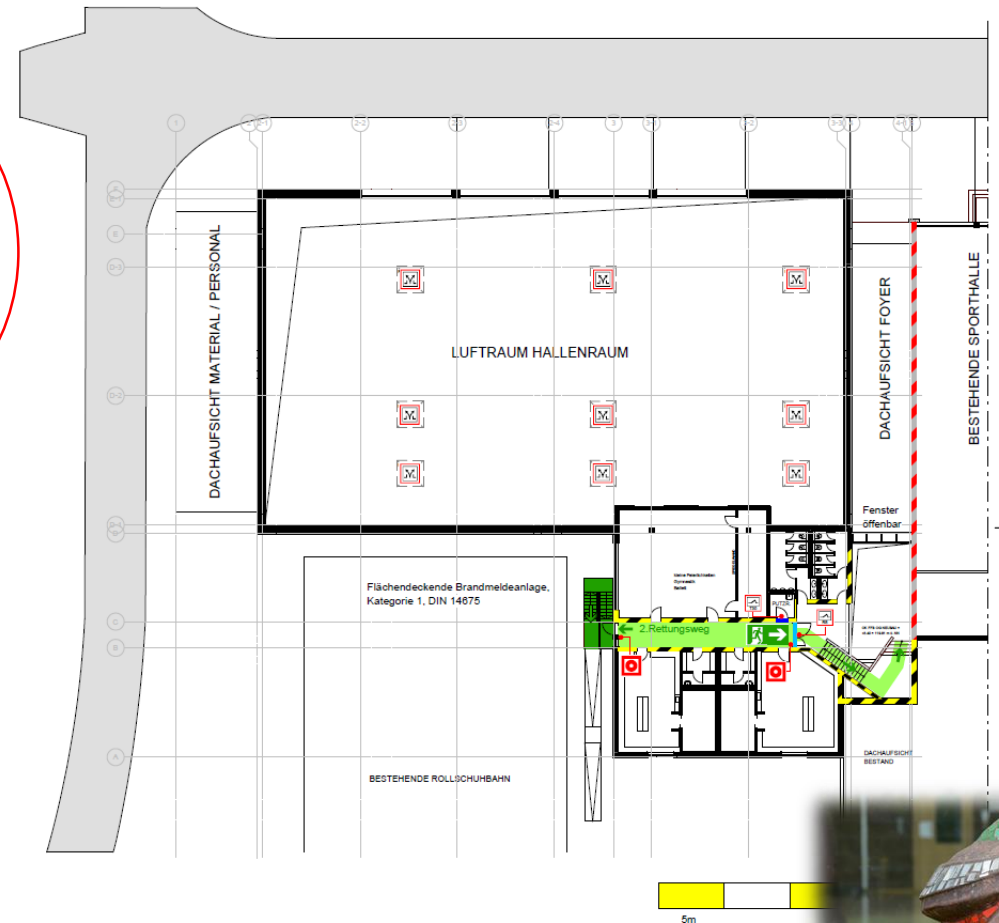 DACHAUFSICHT MATERIAL / PERSONAL
LUFTRAUM HALLENRAUM
DACHAUFSICHT FOYER
BESTEHENDE SPORTHALLE
Fenster
öffenbar
Flächendeckende Brandmeldeanlage,
Kategorie 1, DIN 14675
PUTZR.
2.Rettungsweg
BESTEHENDE ROLLSCHUHBAHN
DACHAUFSICHT
BESTAND
5m